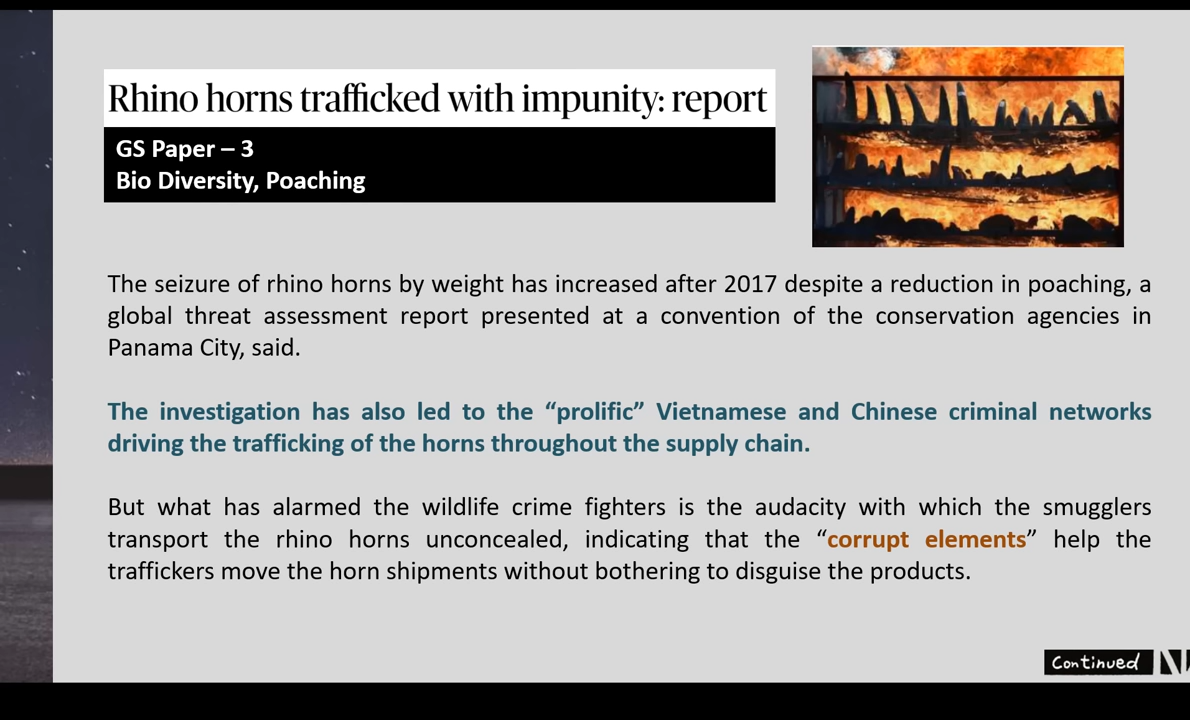 Rhino horns trafficked with impunity: report
GS Paper – 3
Bio Diversity, Poaching
The seizure of rhino horns by weight has increased after 2017 despite a reduction in poaching, a
global threat assessment report presented at a convention of the conservation agencies in
Panama City, said.
The investigation has also led to the “prolific” Vietnamese and Chinese criminal networks
driving the trafficking of the horns throughout the supply chain.
But what has alarmed the wildlife crime fighters is the audacity with which the smugglers
transport the rhino horns unconcealed, indicating that the “corrupt elements” help the
traffickers move the horn shipments without bothering to disguise the products.
Continued